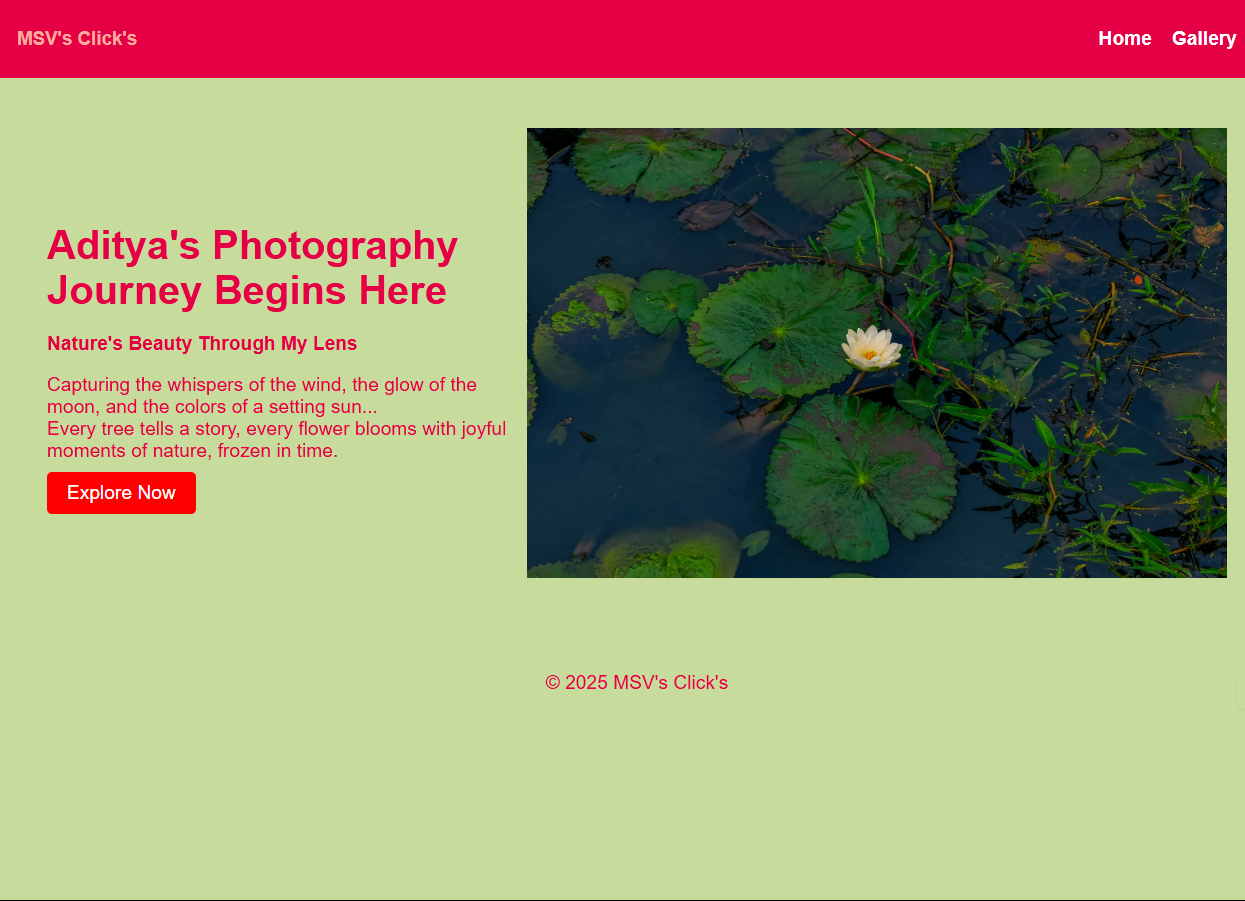 MSV's Click's
Home Gallery
Aditya's Photography
Journey Begins Here
Nature's Beauty Through My Lens
Capturing the whispers of the wind, the glow of the
moon, and the colors of a setting sun...
Every tree tells a story, every flower blooms with joyful
moments of nature, frozen in time.
Explore Now
© 2025 MSV's Click's